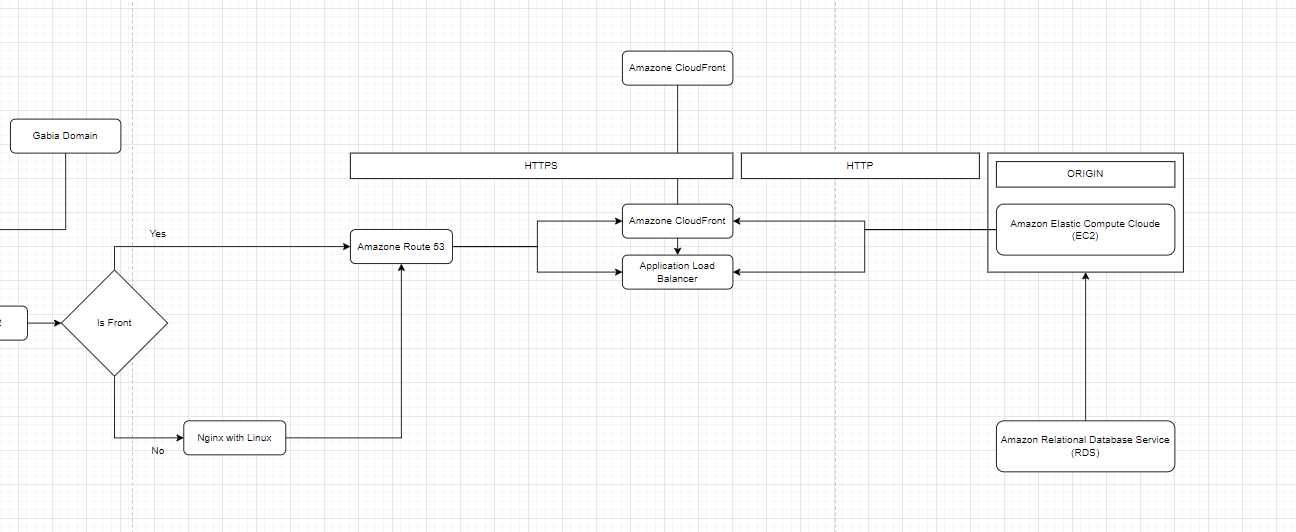 Amazone CloudFront
Gabia Domain
HTTPS
HTTP
ORIGIN
Yes
Amazone Route 53
Amazone CloudFront
Application Load
Balancer
Amazon Elastic Compute Cloude
(EC2)
Is Front
No
Nginx with Linux
Amazon Relational Database Service
(RDS)